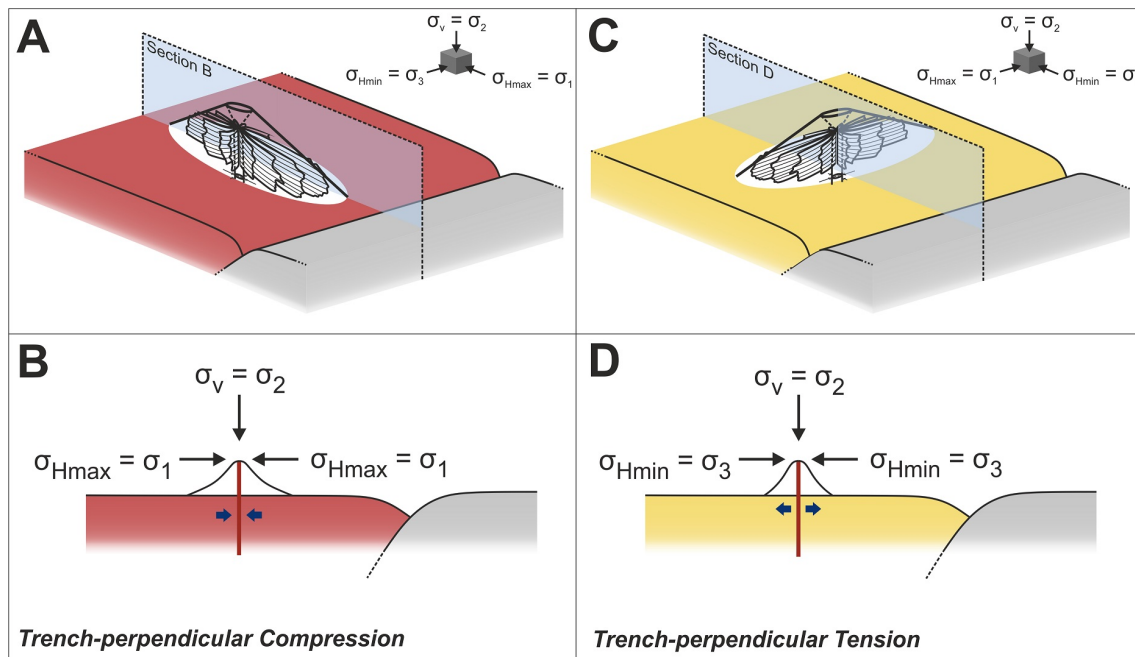 A
σv = σ2
Section B
σHmin = σ3
σHmax = σ1
C
σv = σ2
Section D
σHmax = σ1
σHmin = σ
B
σv = σ2
σHmax = σ1
σHmax = σ1
Trench-perpendicular Compression
D
σv = σ2
σHmin = σ3
σHmin = σ3
Trench-perpendicular Tension